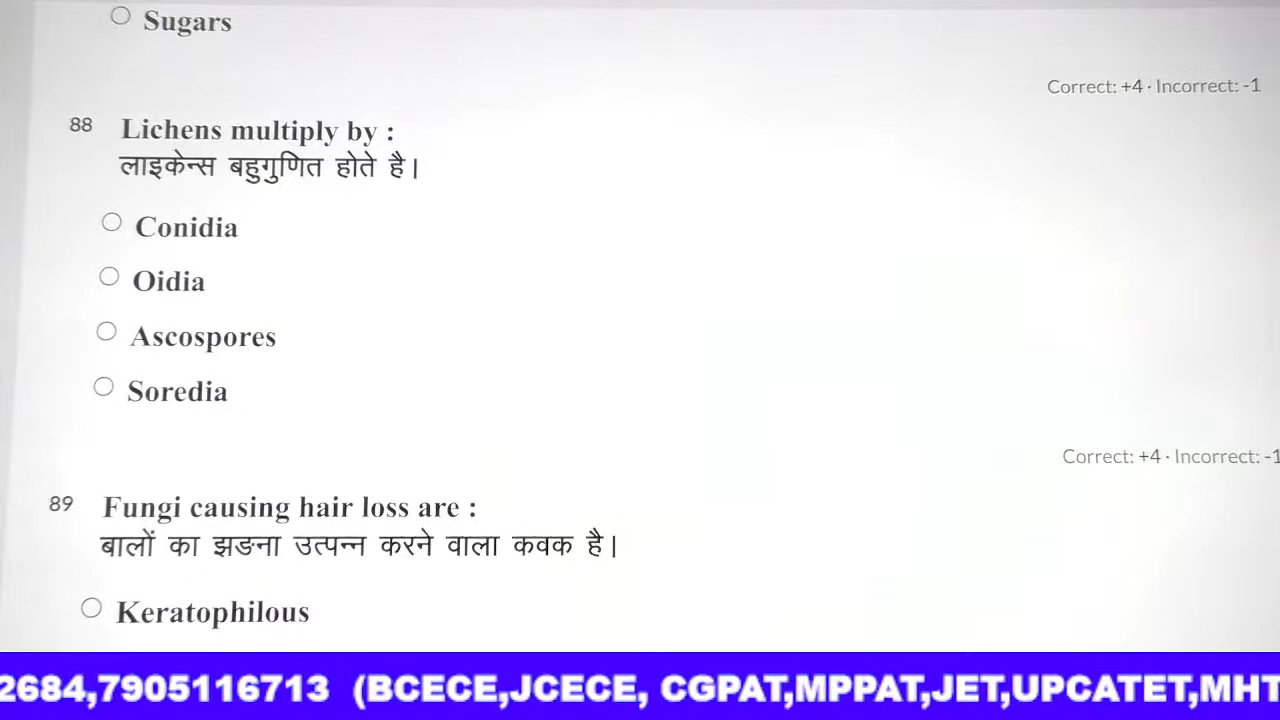 Sugars
Correct: +4 · Incorrect: -1
88 Lichens multiply by :
लाइकेन्स बहुगुणित होते है।
Conidia
Oidia
Ascospores
Soredia
Correct: +4 · Incorrect: -1
89 Fungi causing hair loss are :
बालों का झङना उत्पन्न करने वाला कवक है।
Keratophilous
2684,7905116713 (BCECE,JCECE, CGPAT,MPPAT,JET,UPCATET,MHT